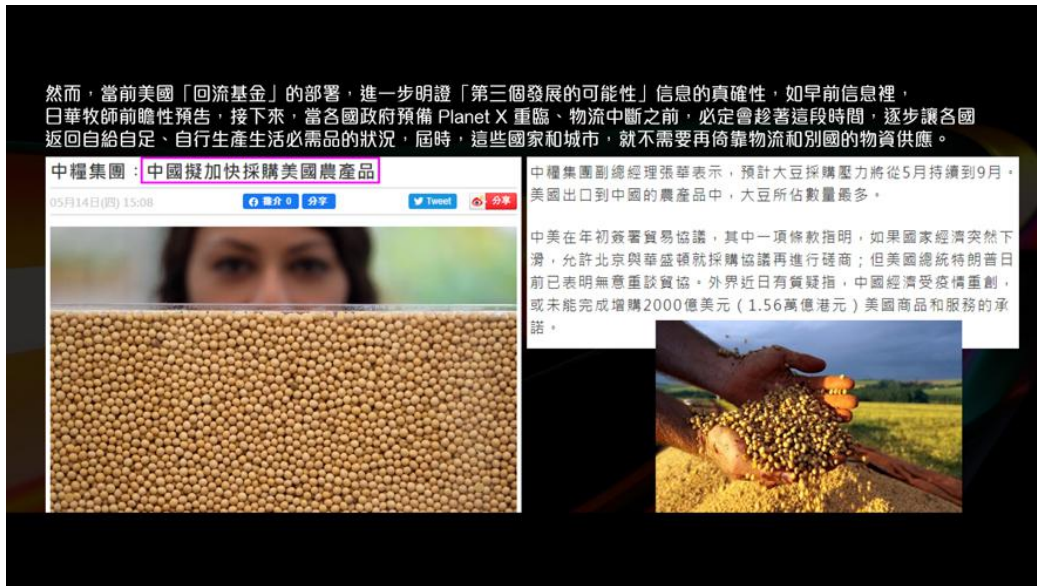 然而，當前美國「回流基金」的部署，進一步明證「第三個發展的可能性」信息的真確性，如早前信息裡，
日華牧師前瞻性預告，接下來，當各國政府預備 Planet X 重臨、物流中斷之前，必定會趁著這段時間，逐步讓各國
返回自給自足、自行生產生活必需品的狀況，屆時，這些國家和城市，就不需要再倚靠物流和別國的物資供應。
中糧集團：中國擬加快採購美國農產品
05月14日(四) 15:08
推介 0
分享
Tweet
分享
中糧集團副總經理張華表示，預計大豆採購壓力將從5月持續到9月。
美國出口到中國的農產品中，大豆所佔數量最多。
中美在年初簽署貿易協議，其中一項條款指明，如果國家經濟突然下
滑，允許北京與華盛頓就採購協議再進行磋商；但美國總統特朗普日
前已表明無意重談貿協。外界近日有質疑指，中國經濟受疫情重創，
或未能完成增購2000億美元（1.56萬億港元）美國商品和服務的承
諾。